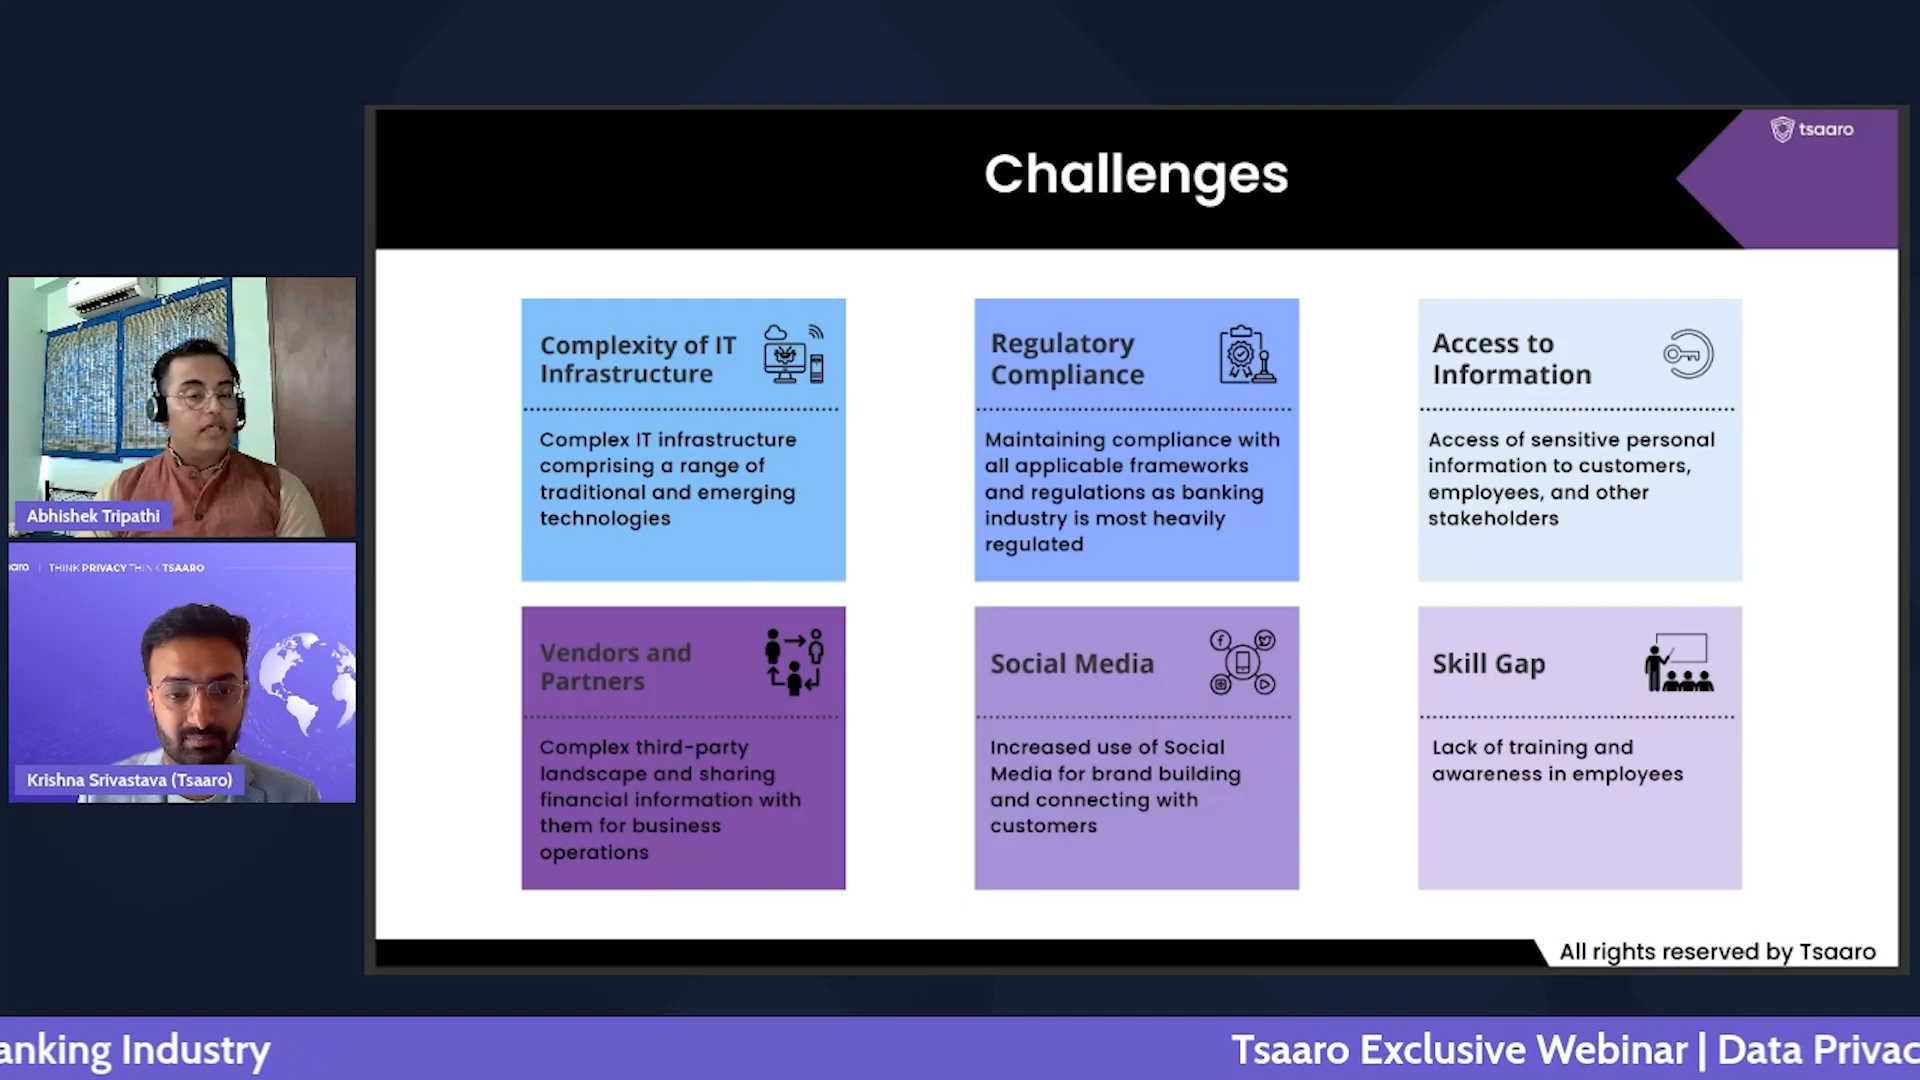 tsaaro
Challenges
Complexity of IT
Infrastructure
Complex IT infrastructure
comprising a range of
traditional and emerging
technologies
Regulatory
Compliance
Maintaining compliance with
all applicable frameworks
and regulations as banking
industry is most heavily
regulated
Access to
Information
Access of sensitive personal
information to customers,
employees, and other
stakeholders
Vendors and
Partners
Complex third-party
landscape and sharing
financial information with
them for business
operations
Social Media
Increased use of Social
Media for brand building
and connecting with
customers
Skill Gap
Lack of training and
awareness in employees
All rights reserved by Tsaaro
Abhishek Tripathi
aro | THINK PRIVACY THINK TSAARO
Krishna Srivastava (Tsaaro)
anking Industry
Tsaaro Exclusive Webinar | Data Privac